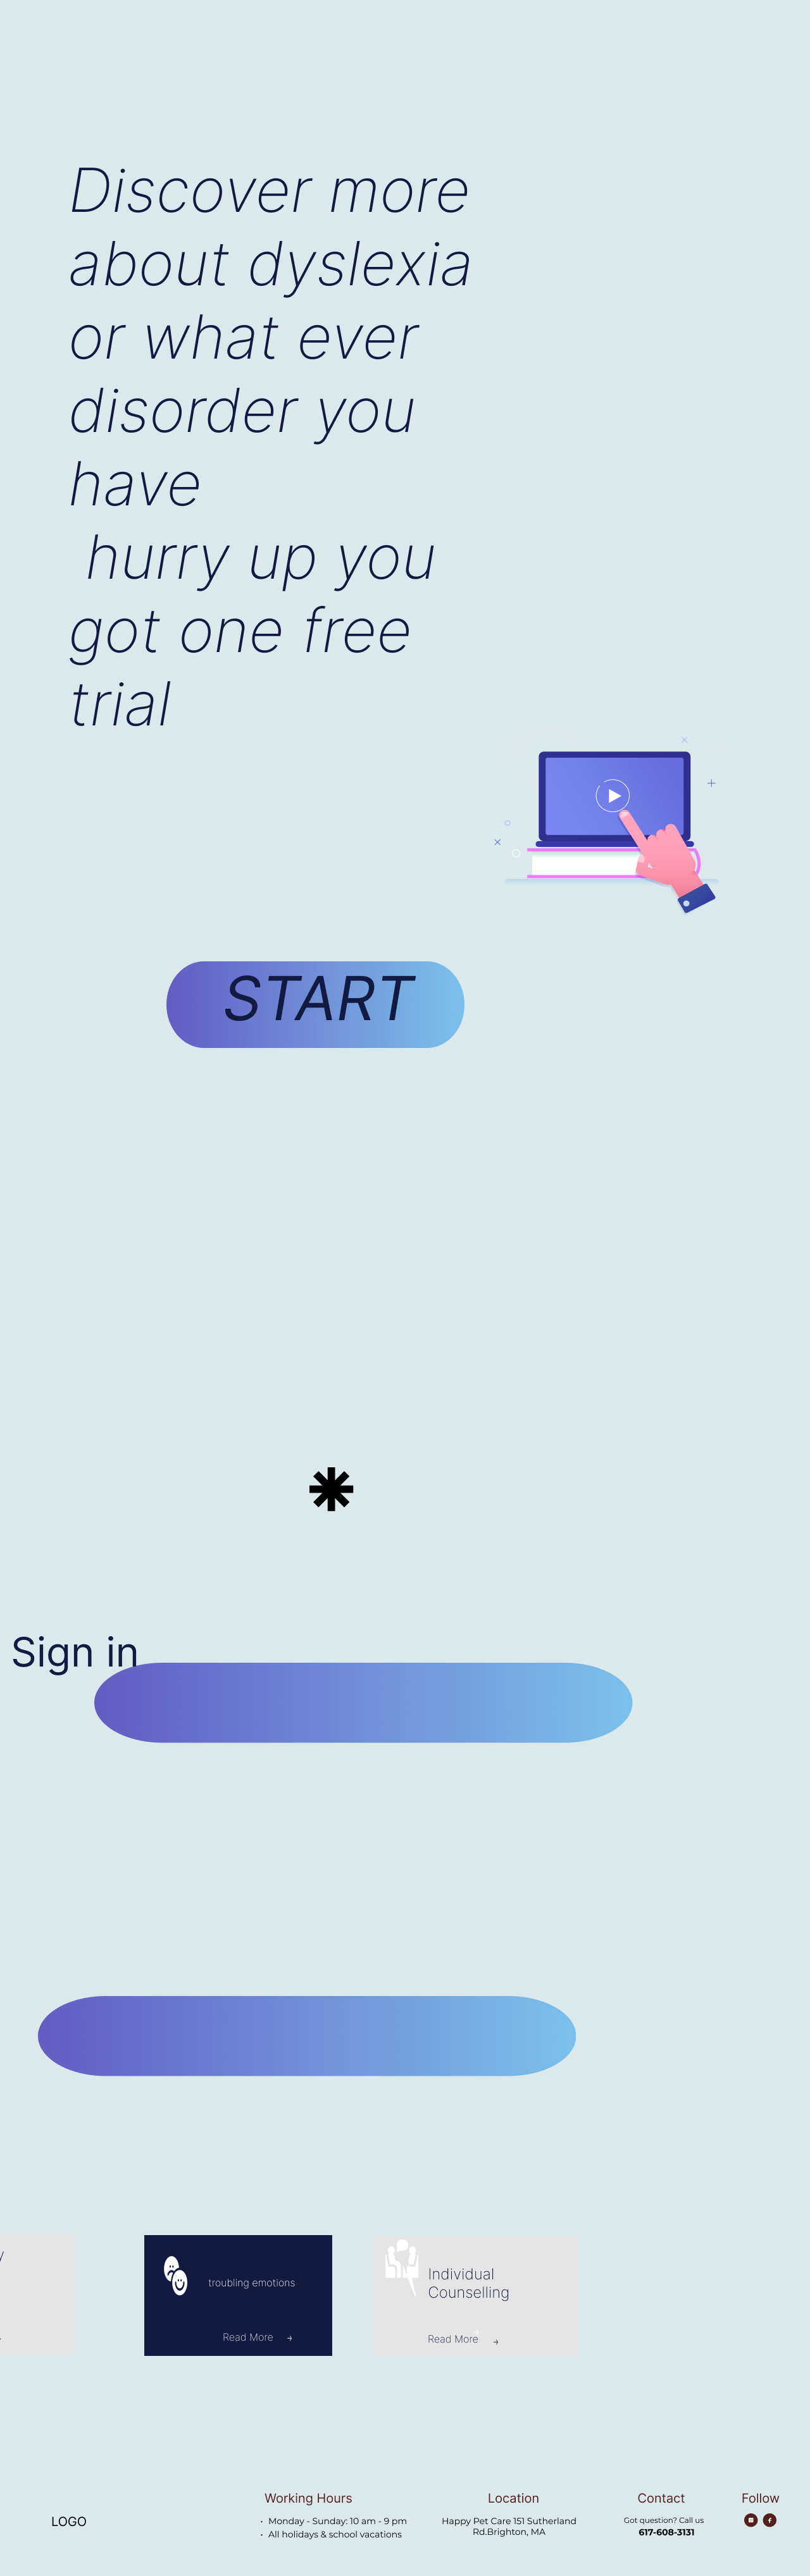 Discover more
about dyslexia
or what ever
disorder you
have
hurry up you
got one free
trial
START
Sign in
y
troubling emotions
Read More
Individual
Counselling
Read More
Working Hours
Monday - Sunday: 10 am - 9 pm
All holidays & school vacations
Location
Happy Pet Care 151 Sutherland
Rd.Brighton, MA
Contact
Got question? Call us
617-608-3131
Follow
LOGO